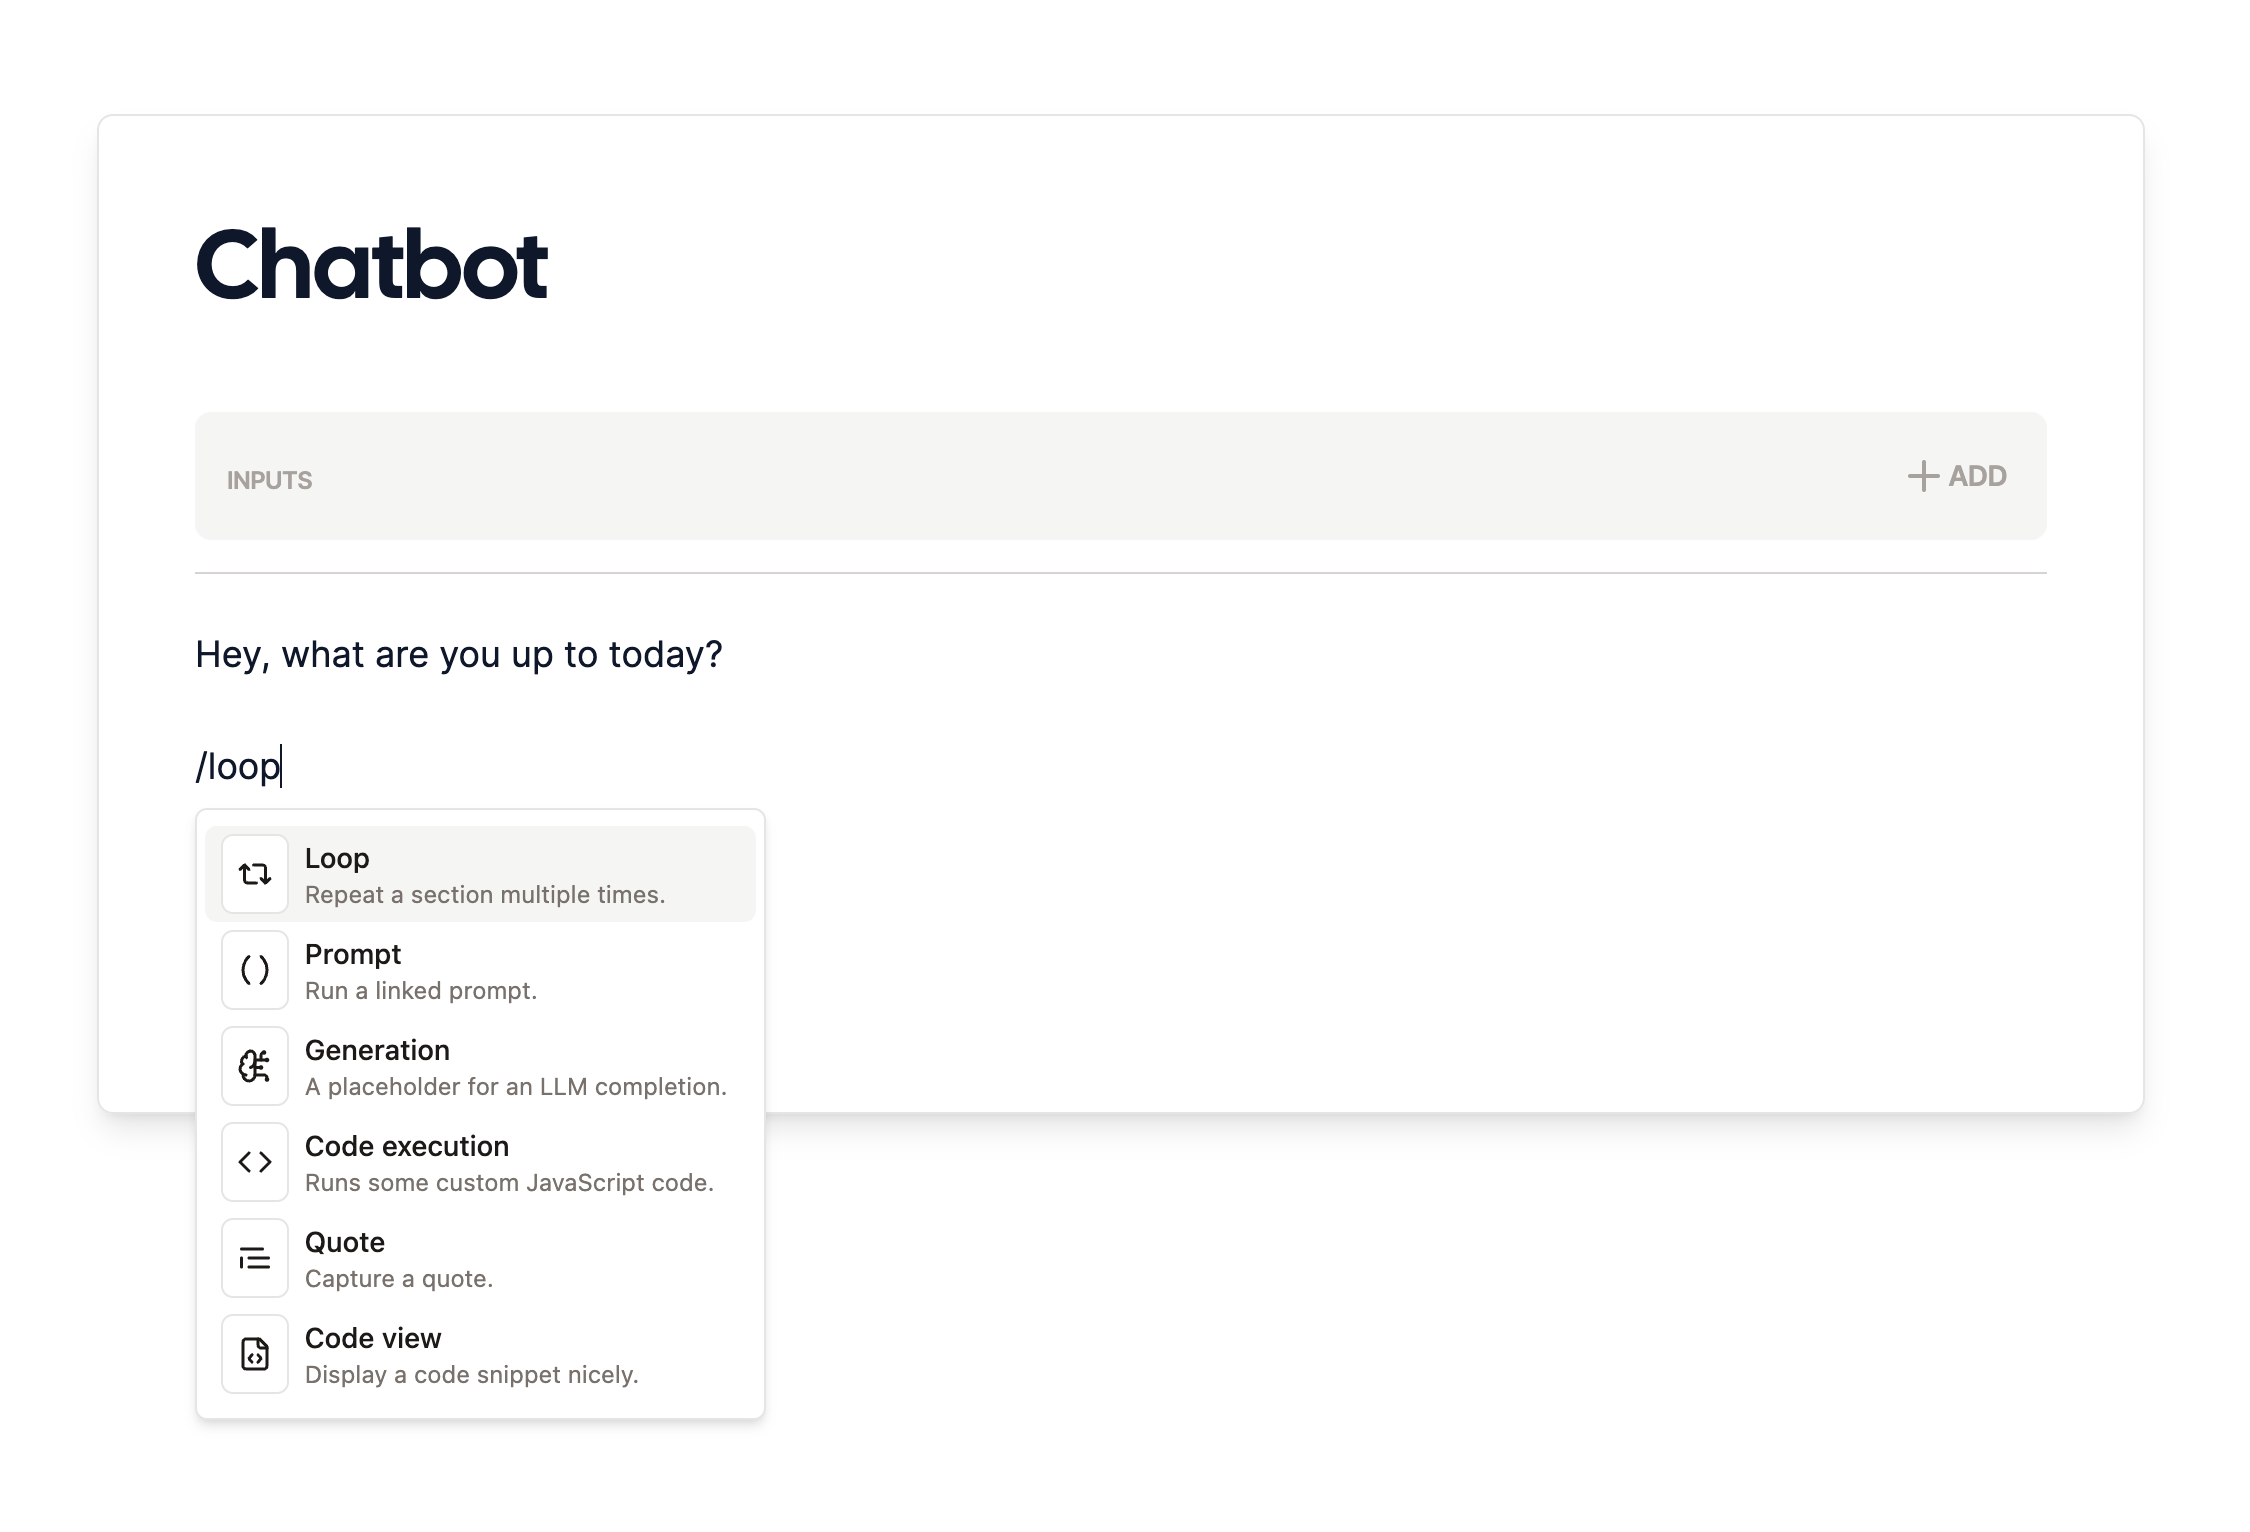 Chatbot
INPUTS
ADD
Hey, what are you up to today?
/loop
Loop
Repeat a section multiple times.
Prompt
Run a linked prompt.
Generation
A placeholder for an LLM completion.
Code execution
Runs some custom JavaScript code.
Quote
Capture a quote.
Code view
Display a code snippet nicely.